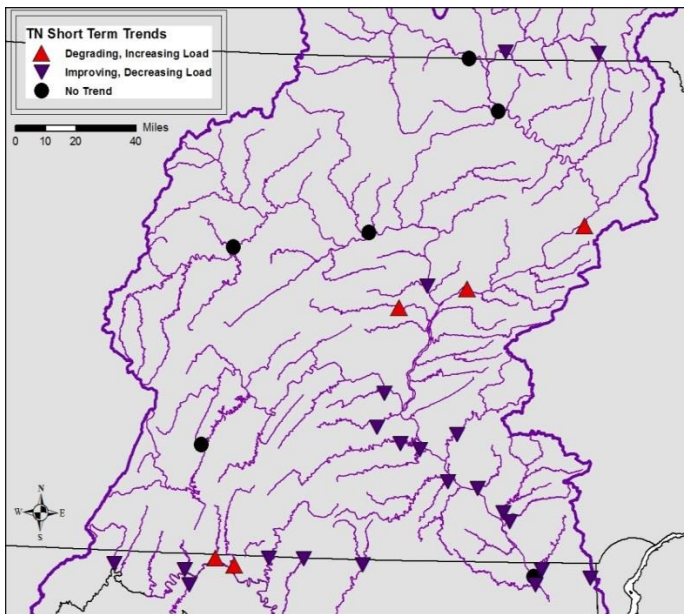 TN Short Term Trends
Degrading, Increasing Load
Improving, Decreasing Load
No Trend
Miles
0 10 20 40
N
W E
S